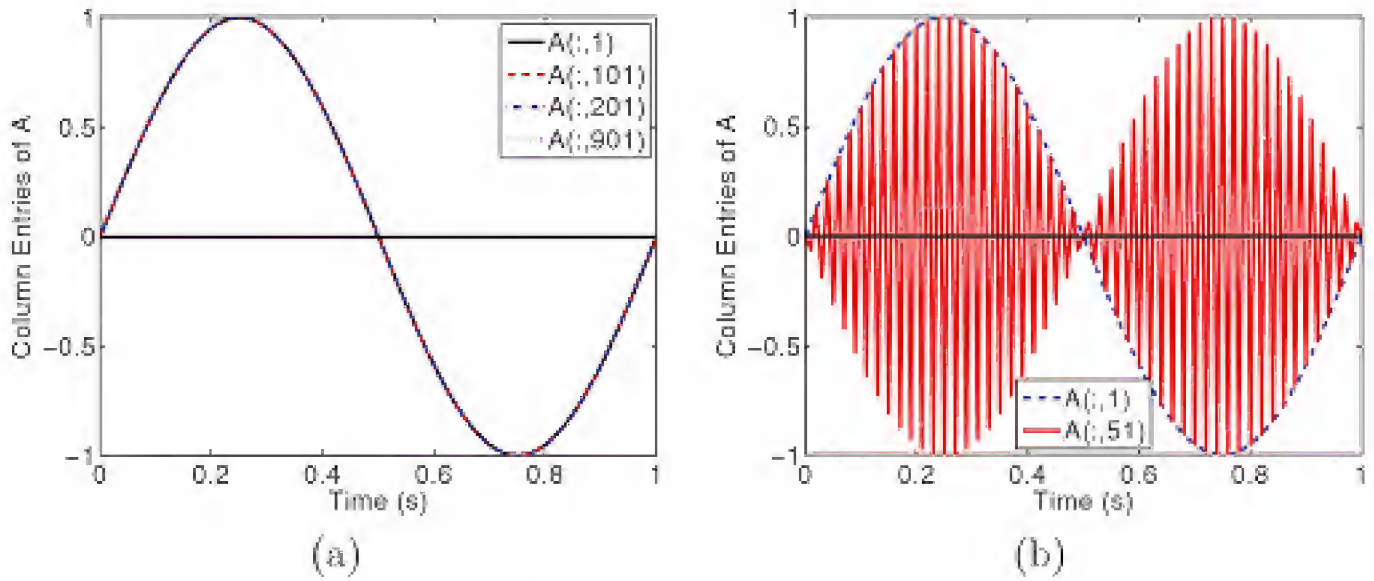 1
0.5
0
−0.5
−1
Column Entries of A
0
0.2
0.4
0.6
0.8
1
Time (s)
A(:,1)
A(:,101)
A(:,201)
A(:,901)
(a)
1
0.5
0
−0.5
−1
Column Entries of A
0
0.2
0.4
0.6
0.8
1
Time (s)
A(:,1)
A(:,51)
(b)